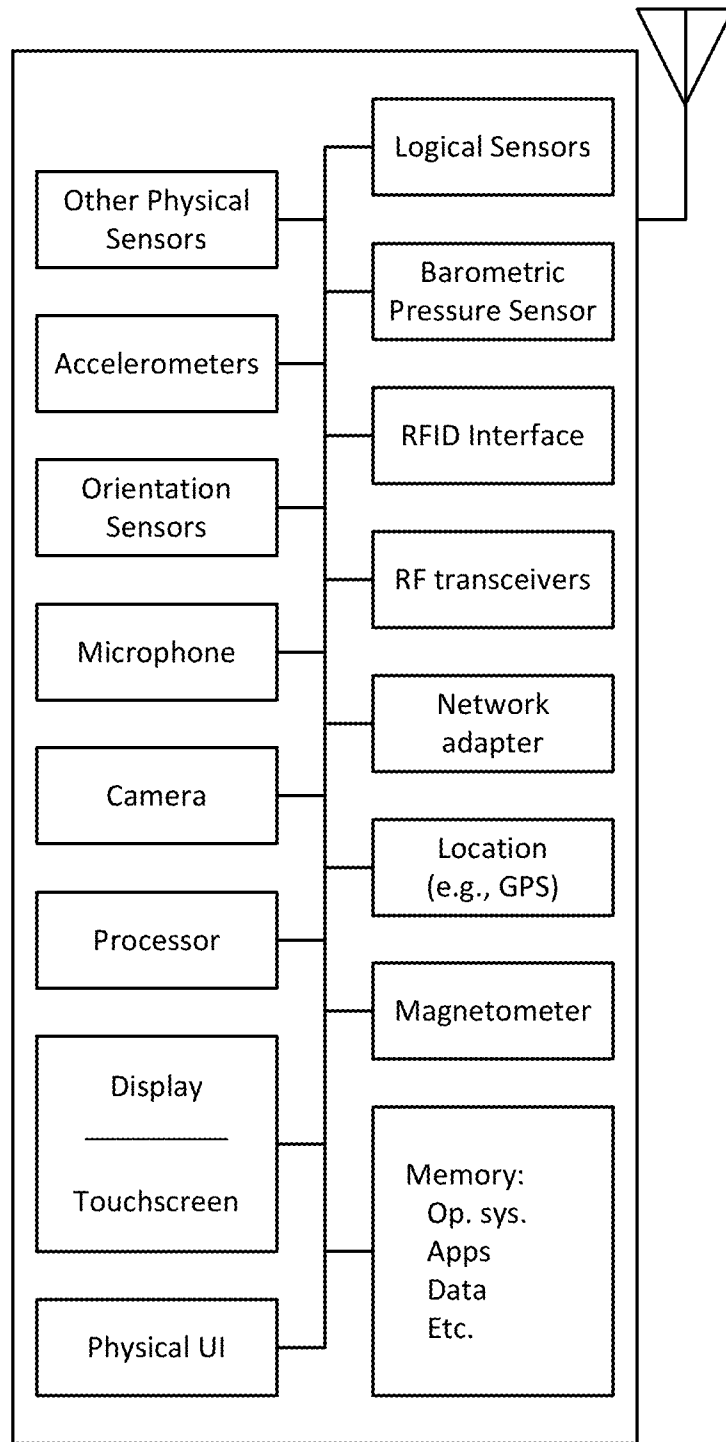 Other Physical
Sensors
Accelerometers
Orientation
Sensors
Microphone
Camera
Processor
Display
Touchscreen
Physical UI
Logical Sensors
Barometric
Pressure Sensor
RFID Interface
RF transceivers
Network
adapter
Location
(e.g., GPS)
Magnetometer
Memory:
Op. sys.
Apps
Data
Etc.